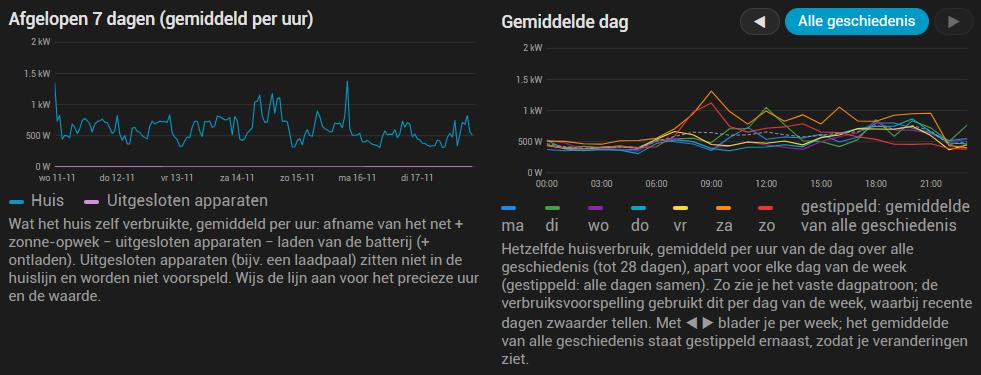 Afgelopen 7 dagen (gemiddeld per uur)
2 kW
1.5 kW
1 kW
500 W
0 W
wo 11-11
do 12-11
vr 13-11
za 14-11
zo 15-11
ma 16-11
di 17-11
Huis
Uitgesloten apparaten
Wat het huis zelf verbruikte, gemiddeld per uur: afname van het net +
zonne-opwek − uitgesloten apparaten − laden van de batterij (+
ontladen). Uitgesloten apparaten (bijv. een laadpaal) zitten niet in de
huislijn en worden niet voorspeld. Wijs de lijn aan voor het precieze uur
en de waarde.
Gemiddelde dag
◀
Alle geschiedenis
▶
2 kW
1.5 kW
1 kW
500 W
0 W
00:00
03:00
06:00
09:00
12:00
15:00
18:00
21:00
ma
di
wo
do
vr
za
zo
gestippeld: gemiddelde
van alle geschiedenis
Hetzelfde huisverbruik, gemiddeld per uur van de dag over alle
geschiedenis (tot 28 dagen), apart voor elke dag van de week
(gestippeld: alle dagen samen). Zo zie je het vaste dagpatroon; de
verbruiksvoorspelling gebruikt dit per dag van de week, waarbij recente
dagen zwaarder tellen. Met ◀ ▶ blader je per week; het gemiddelde
van alle geschiedenis staat gestippeld ernaast, zodat je veranderingen
ziet.